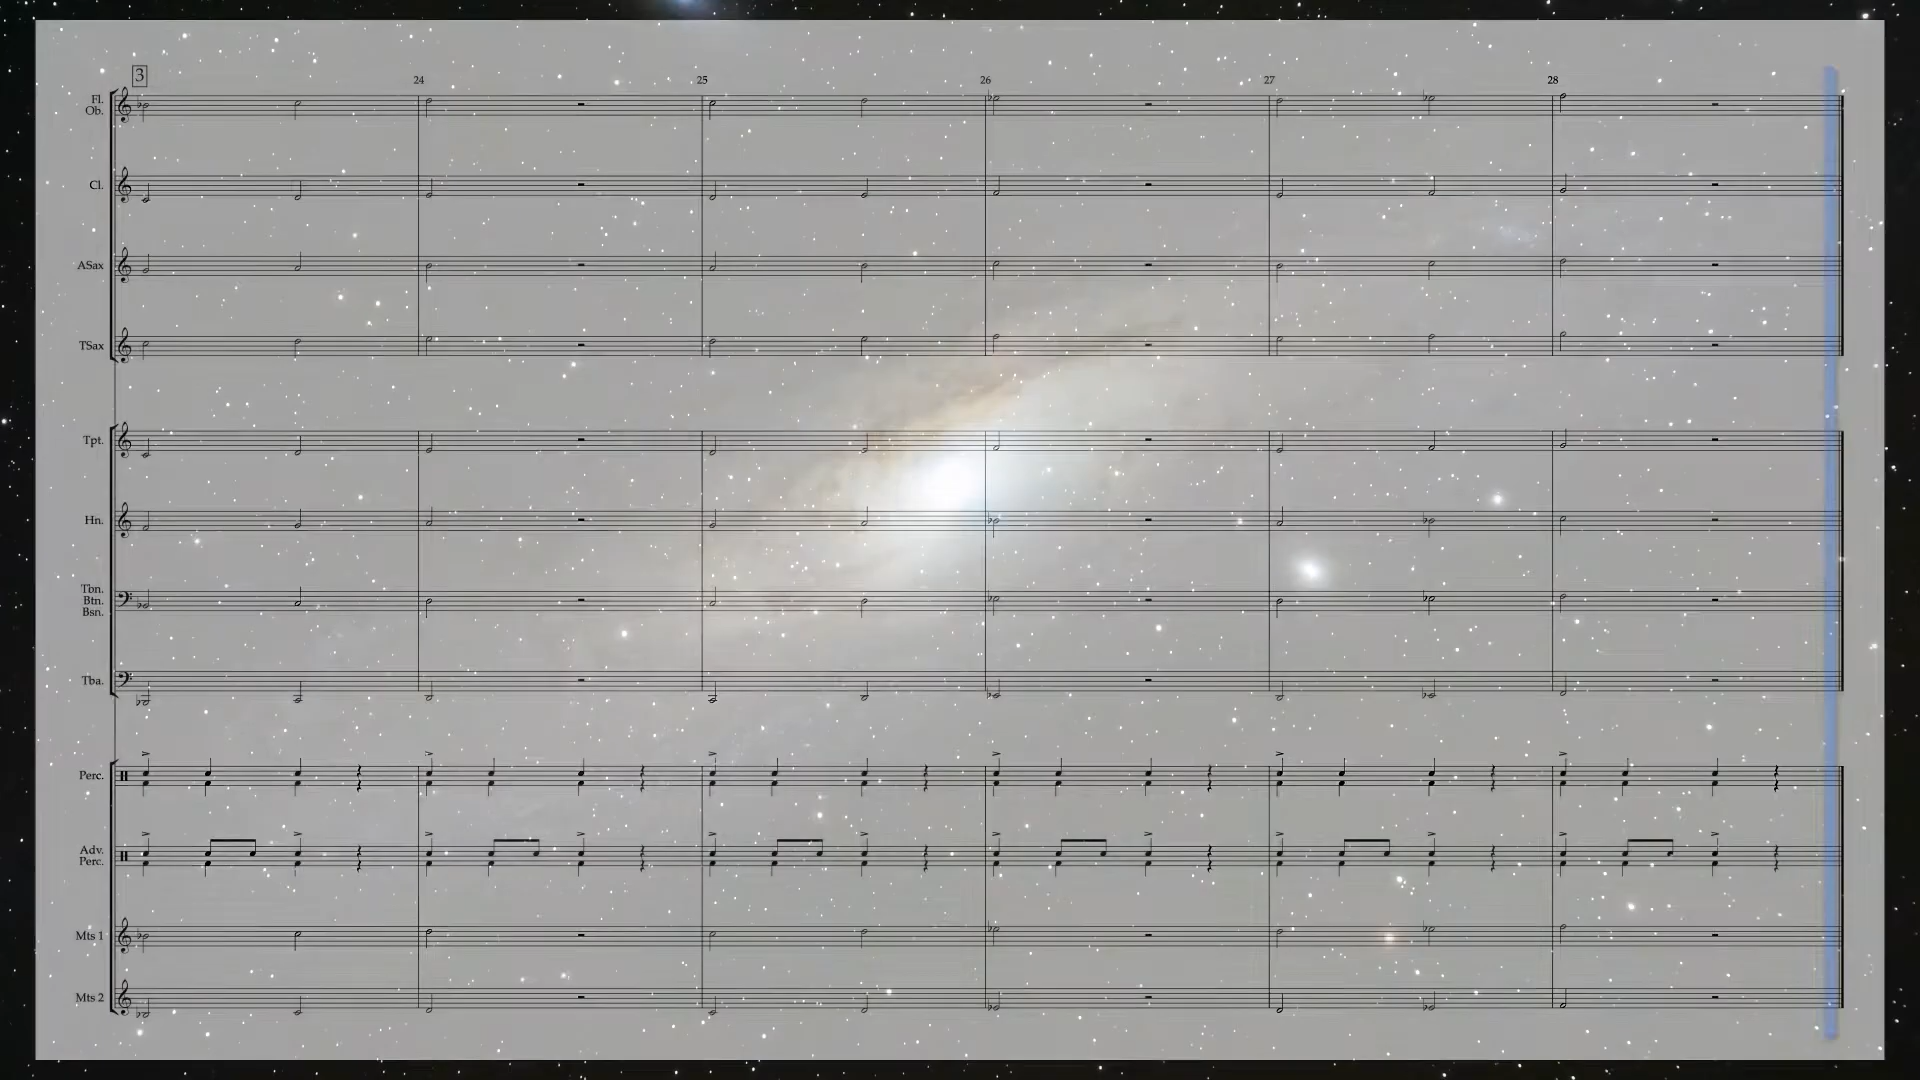 3 24 25 26 27 28
Fl.
Ob.
Cl.
ASax
TSax
Tpt.
Hn.
Tbn.
Btn.
Bsn.
Tba.
Perc.
Adv.
Perc.
Mts 1
Mts 2